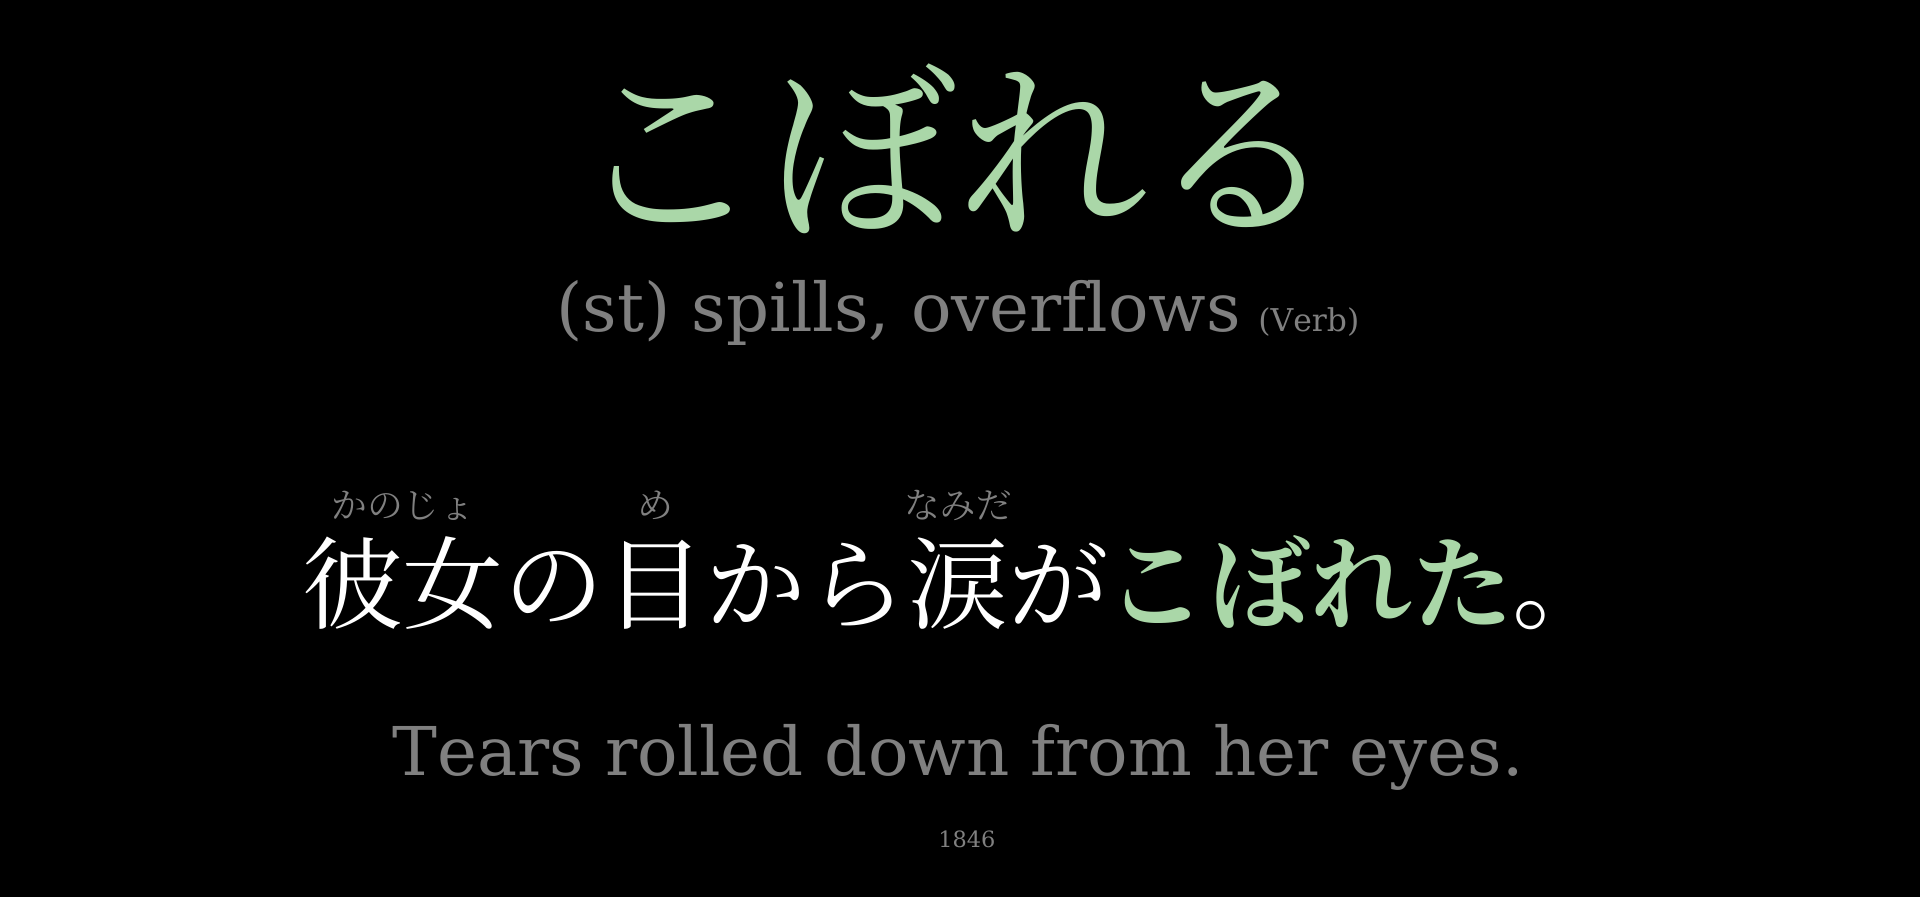 こぼれる
(st) spills, overflows (Verb)
かのじょ め なみだ
彼女の目から涙がこぼれた。
Tears rolled down from her eyes.
1846